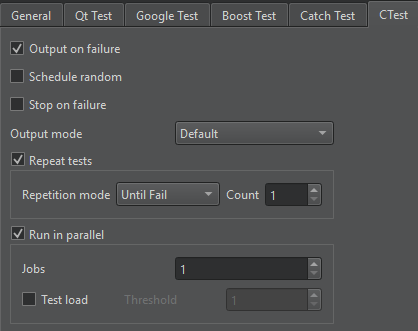 General Qt Test Google Test Boost Test Catch Test CTest
Output on failure
Schedule random
Stop on failure
Output mode Default
Repeat tests
Repetition mode Until Fail Count 1
Run in parallel
Jobs 1
Test load Threshold 1